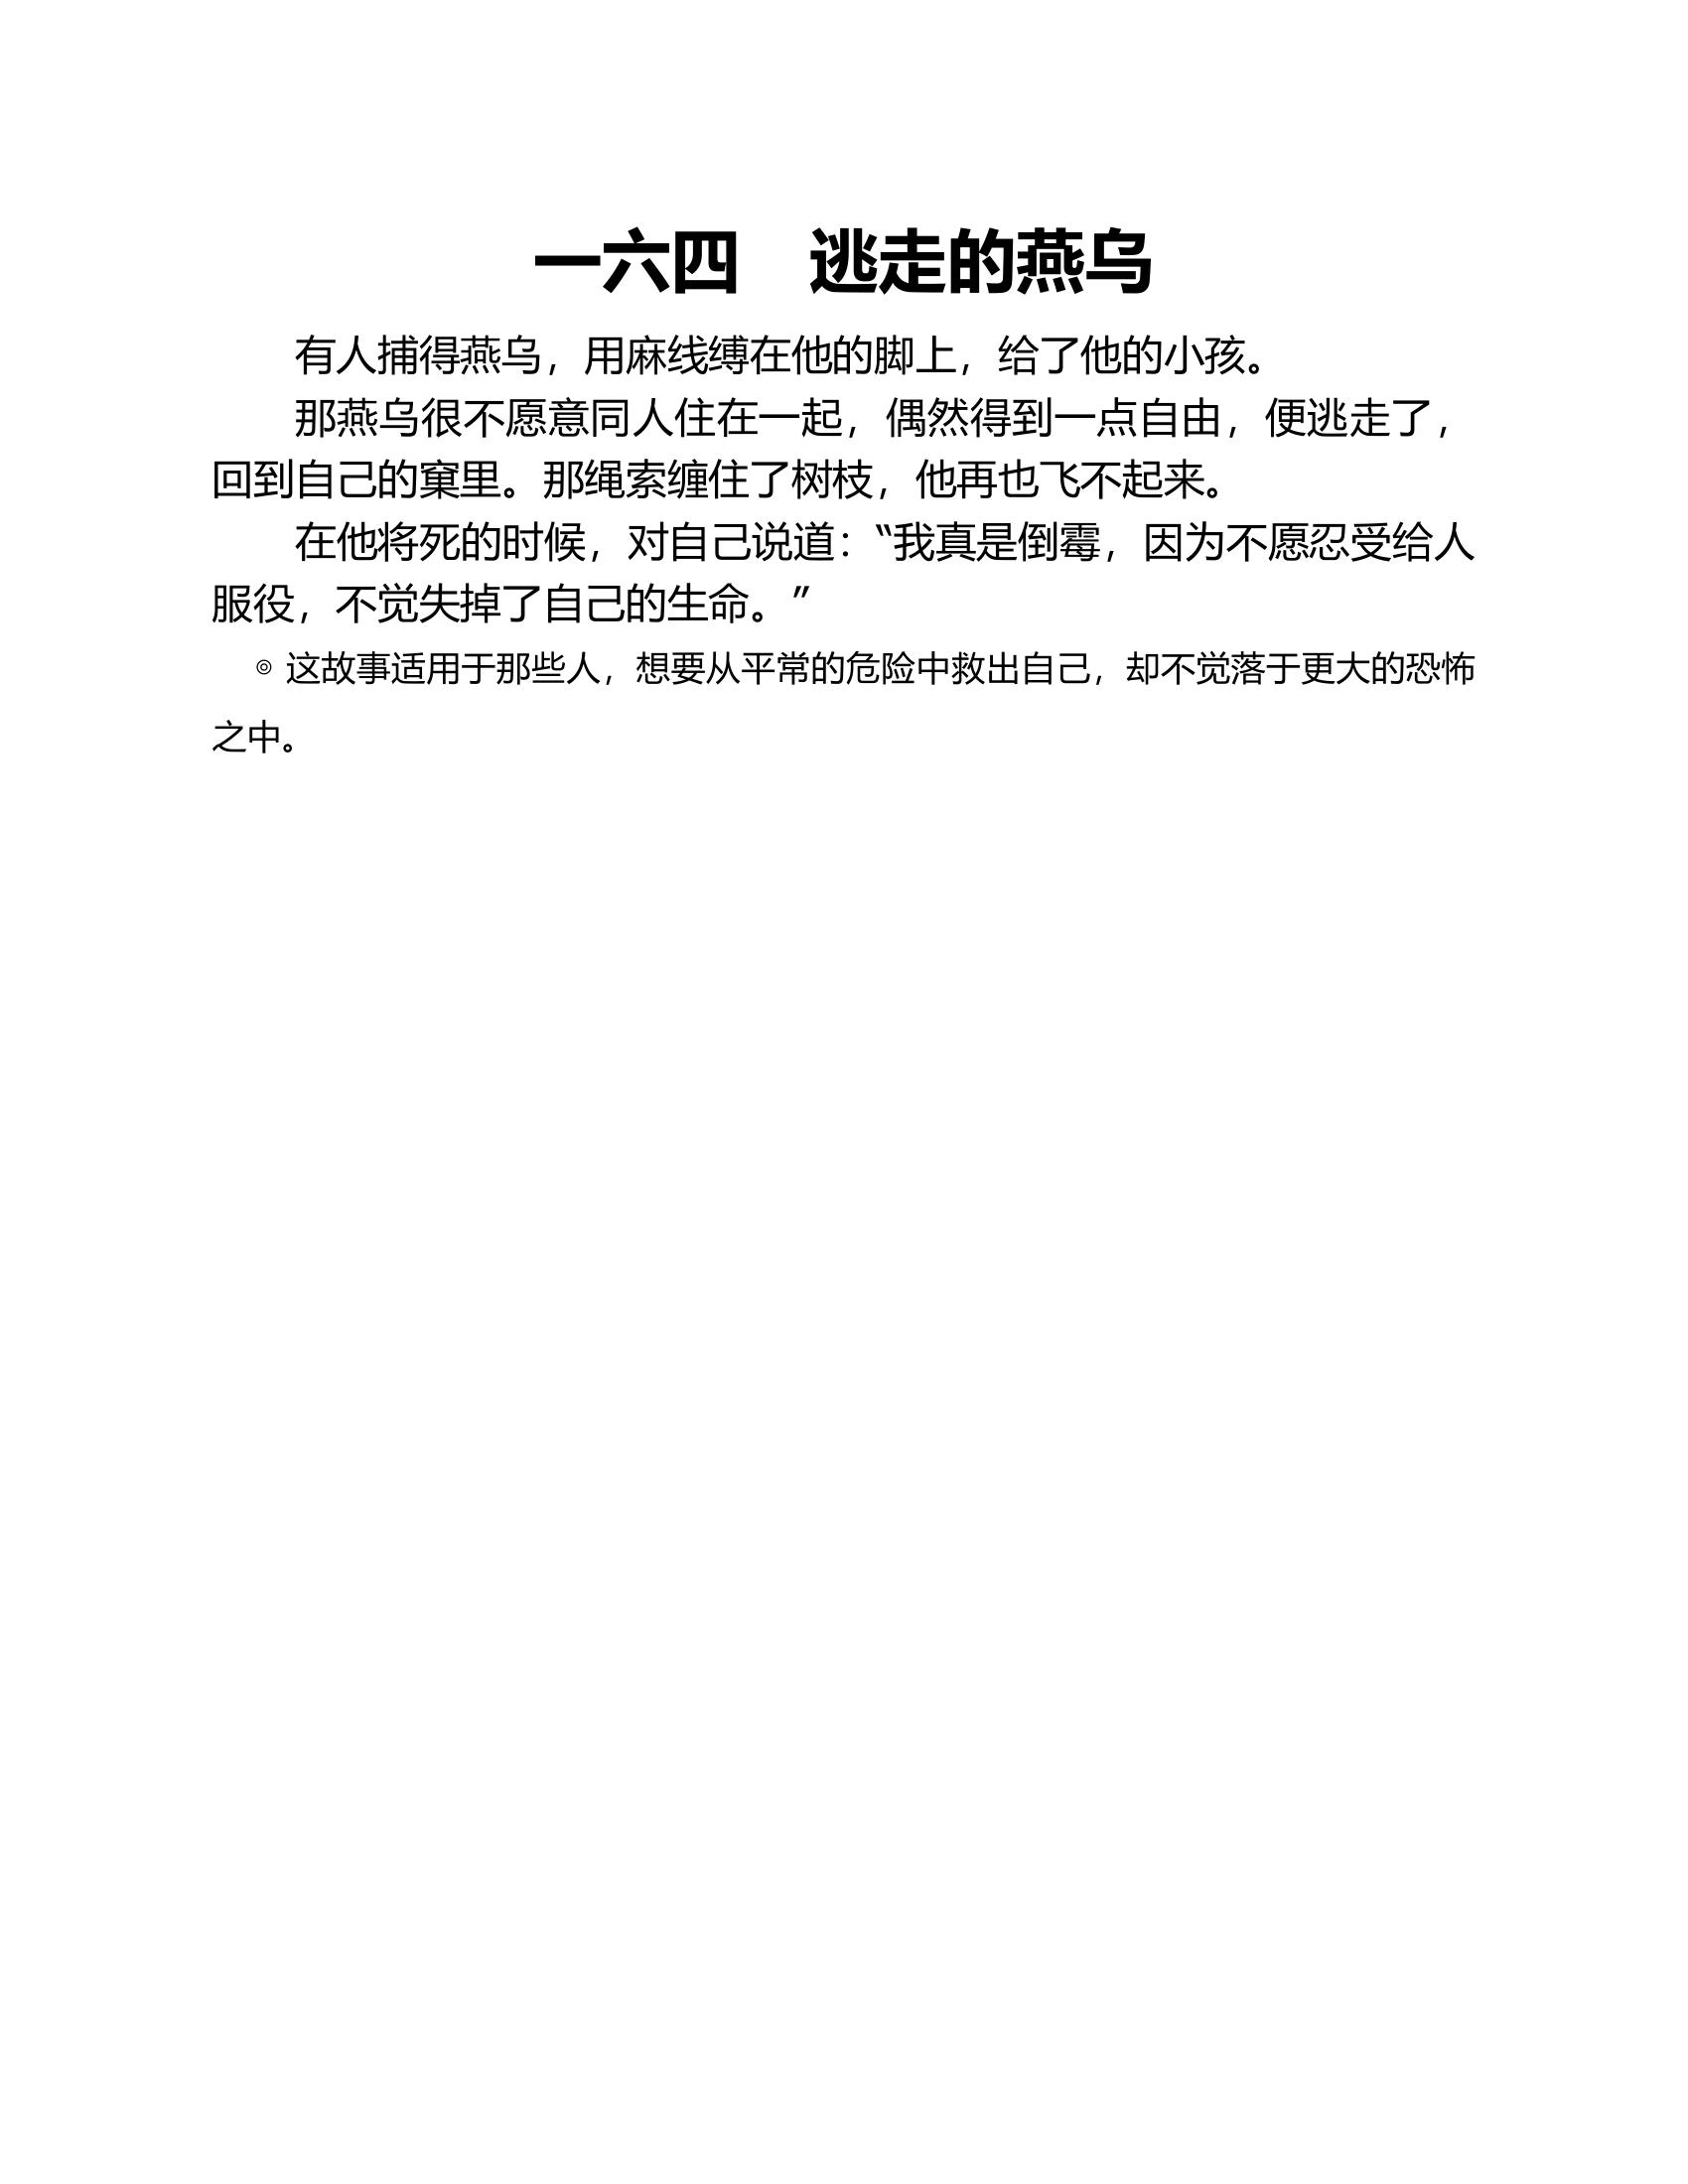 一六四　逃走的燕乌
有人捕得燕乌，用麻线缚在他的脚上，给了他的小孩。
那燕乌很不愿意同人住在一起，偶然得到一点自由，便逃走了，
回到自己的窠里。那绳索缠住了树枝，他再也飞不起来。
在他将死的时候，对自己说道：“我真是倒霉，因为不愿忍受给人
服役，不觉失掉了自己的生命。”
◎ 这故事适用于那些人，想要从平常的危险中救出自己，却不觉落于更大的恐怖
之中。